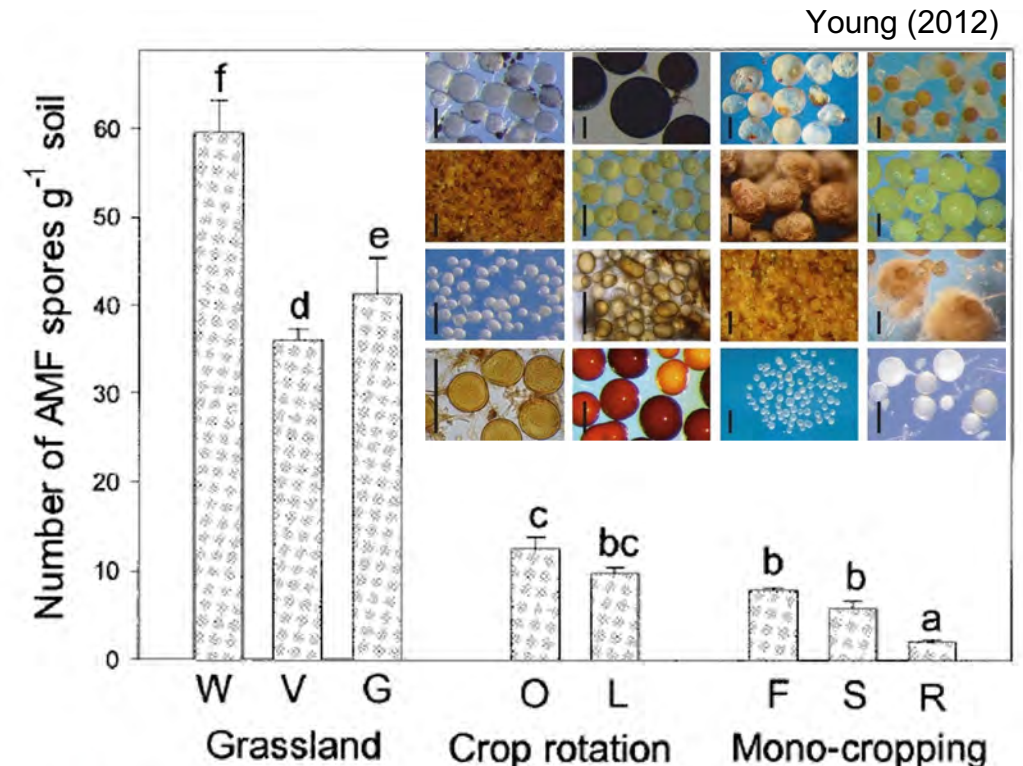 Young (2012)
Number of AMF spores g⁻¹ soil
60
50
40
30
20
10
0
f
d
e
c
bc
b
b
a
W V G O L F S R
Grassland Crop rotation Mono-cropping